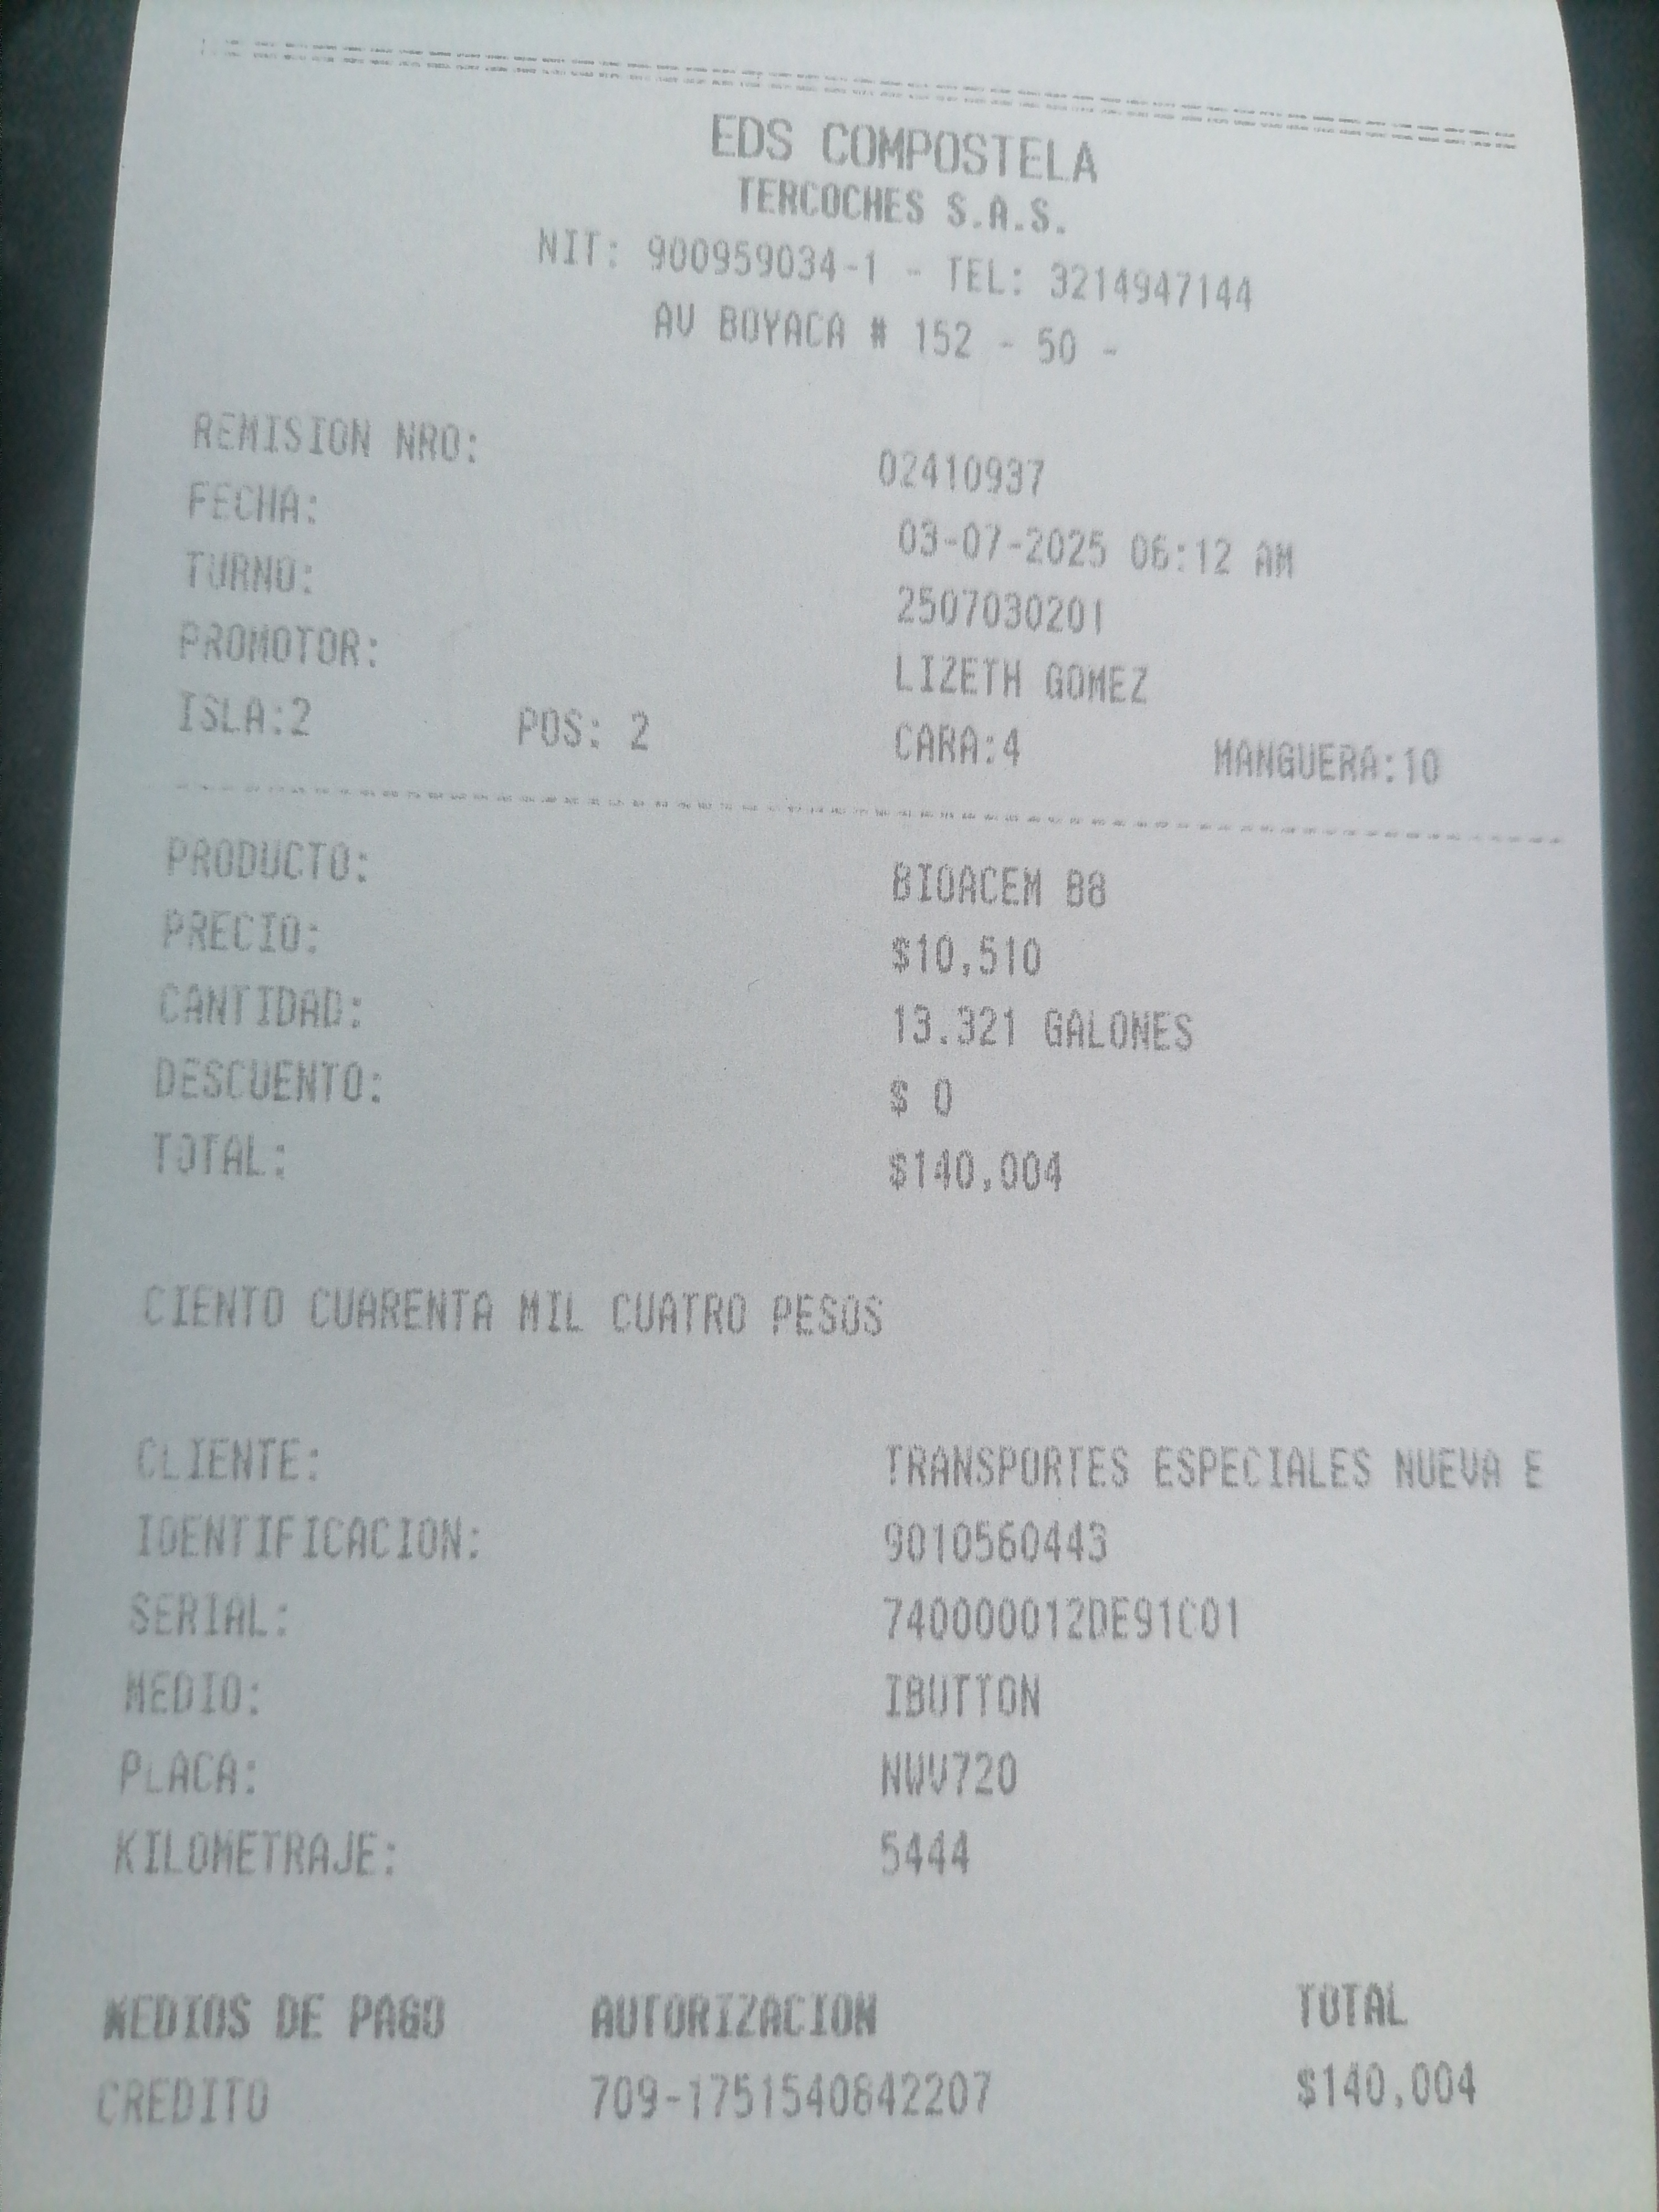 EDS COMPOSTELA
TERCOCHES S.A.S.
NIT: 900959034-1 - TEL: 3214947144
AV BOYACA # 152 - 50 -
REMISION NRO: 02410937
FECHA: 03-07-2025 06:12 AM
TURNO: 2507030201
PROMOTOR: LIZETH GOMEZ
ISLA:2 POS: 2 CARA:4 MANGUERA:10
PRODUCTO: BIOACEM B8
PRECIO: $10,510
CANTIDAD: 13.321 GALONES
DESCUENTO: $ 0
TOTAL: $140,004
CIENTO CUARENTA MIL CUATRO PESOS
CLIENTE: TRANSPORTES ESPECIALES NUEVA E
IDENTIFICACION: 9010560443
SERIAL: 740000012DE91C01
MEDIO: IBUTTON
PLACA: NWV720
KILOMETRAJE: 5444
MEDIOS DE PAGO AUTORIZACION TOTAL
CREDITO 709-1751540842207 $140,004